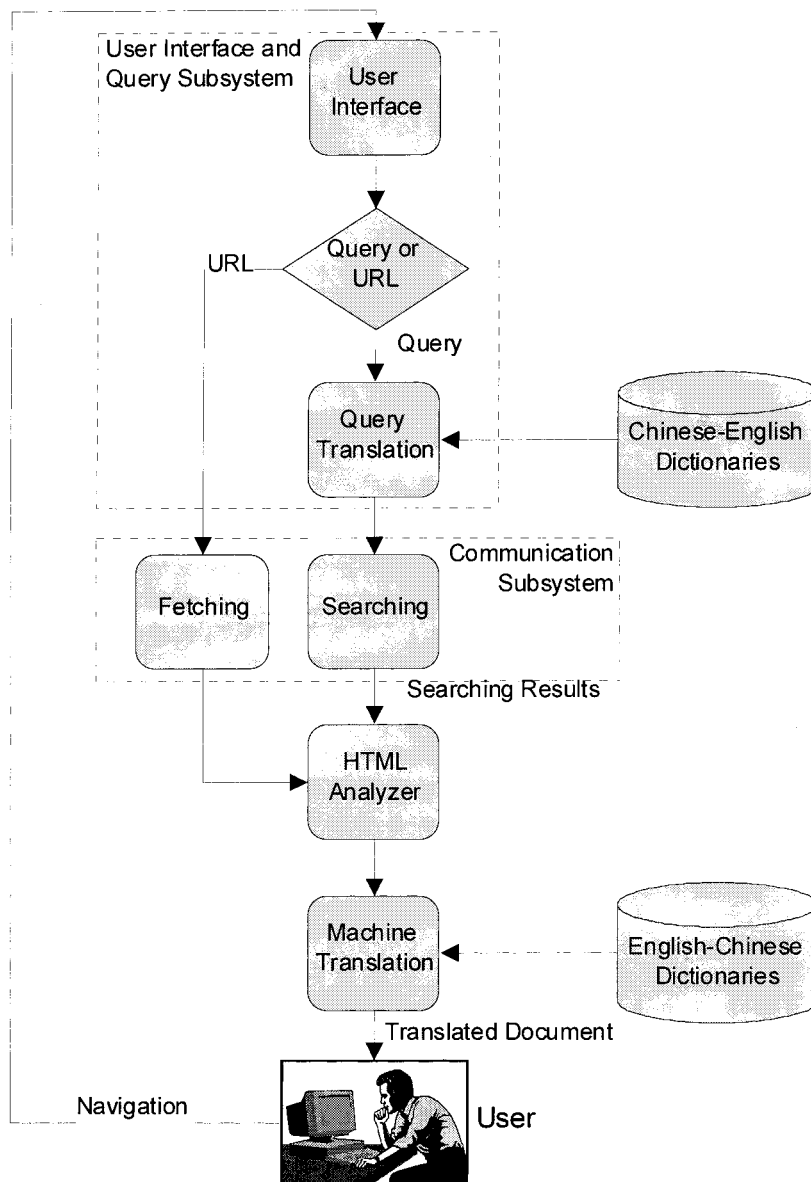 User Interface and
Query Subsystem
User
Interface
Query or
URL
URL
Query
Query
Translation
Chinese-English
Dictionaries
Communication
Subsystem
Fetching
Searching
Searching Results
HTML
Analyzer
Machine
Translation
English-Chinese
Dictionaries
Translated Document
Navigation
User